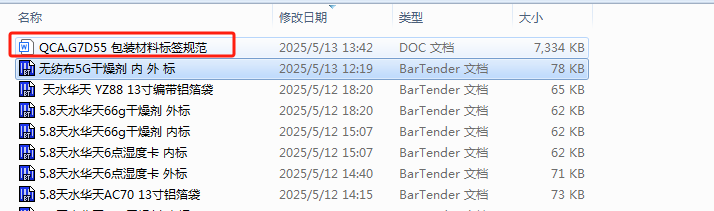 名称 修改日期 类型 大小
QCA.G7D55 包装材料标签规范 2025/5/13 13:42 DOC 文档 7,334 KB
无纺布5G干燥剂 内 外 标 2025/5/13 12:19 BarTender 文档 78 KB
天水华天 YZ88 13寸编带铝箔袋 2025/5/12 18:20 BarTender 文档 65 KB
5.8天水华天66g干燥剂 外标 2025/5/12 18:20 BarTender 文档 62 KB
5.8天水华天66g干燥剂 内标 2025/5/12 15:07 BarTender 文档 62 KB
5.8天水华天6点湿度卡 内标 2025/5/12 15:07 BarTender 文档 62 KB
5.8天水华天6点湿度卡 外标 2025/5/12 14:40 BarTender 文档 71 KB
5.8天水华天AC70 13寸铝箔袋 2025/5/12 14:15 BarTender 文档 73 KB